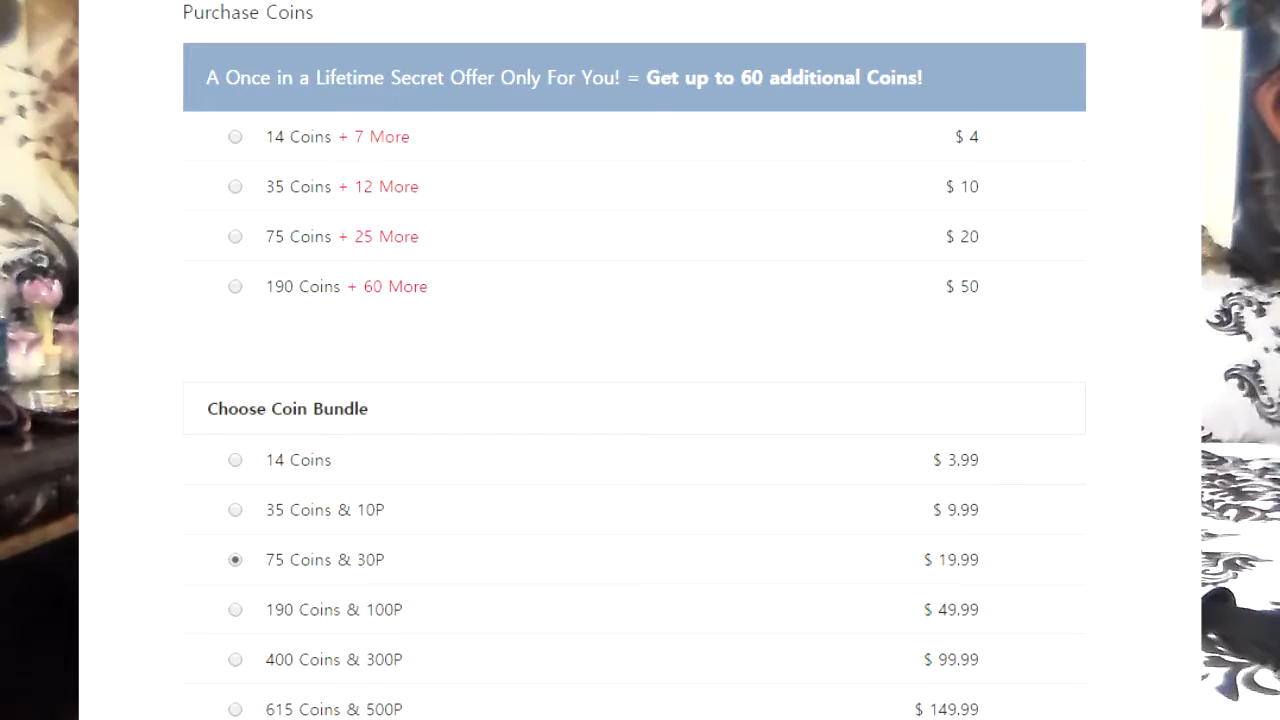 Purchase Coins
A Once in a Lifetime Secret Offer Only For You! = Get up to 60 additional Coins!
14 Coins + 7 More $ 4
35 Coins + 12 More $ 10
75 Coins + 25 More $ 20
190 Coins + 60 More $ 50
Choose Coin Bundle
14 Coins $ 3.99
35 Coins & 10P $ 9.99
75 Coins & 30P $ 19.99
190 Coins & 100P $ 49.99
400 Coins & 300P $ 99.99
615 Coins & 500P $ 149.99